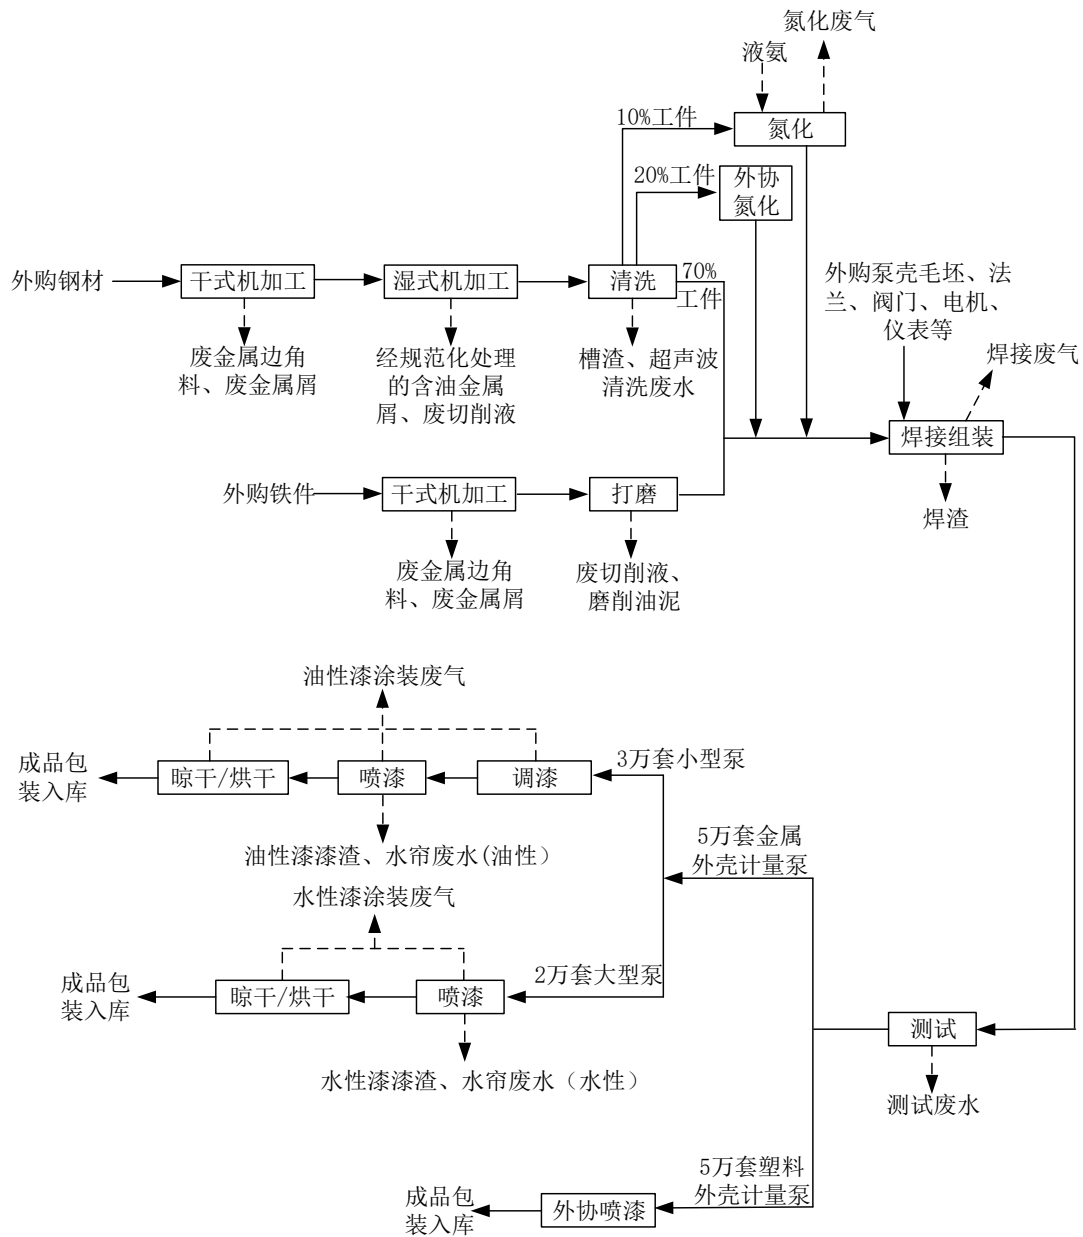 氮化废气
液氨
10%工件
氮化
20%工件
外协
氮化
外购钢材
干式机加工
湿式机加工
清洗
70%
工件
外购泵壳毛坯、法
兰、阀门、电机、
仪表等
废金属边角
料、废金属屑
经规范化处理
的含油金属
屑、废切削液
槽渣、超声波
清洗废水
焊接废气
焊接组装
焊渣
外购铁件
干式机加工
打磨
废金属边角
料、废金属屑
废切削液、
磨削油泥
油性漆涂装废气
成品包
装入库
晾干/烘干
喷漆
调漆
3万套小型泵
油性漆漆渣、水帘废水(油性）
5万套金属
外壳计量泵
水性漆涂装废气
成品包
装入库
晾干/烘干
喷漆
2万套大型泵
水性漆漆渣、水帘废水（水性）
测试
测试废水
5万套塑料
外壳计量泵
成品包
装入库
外协喷漆